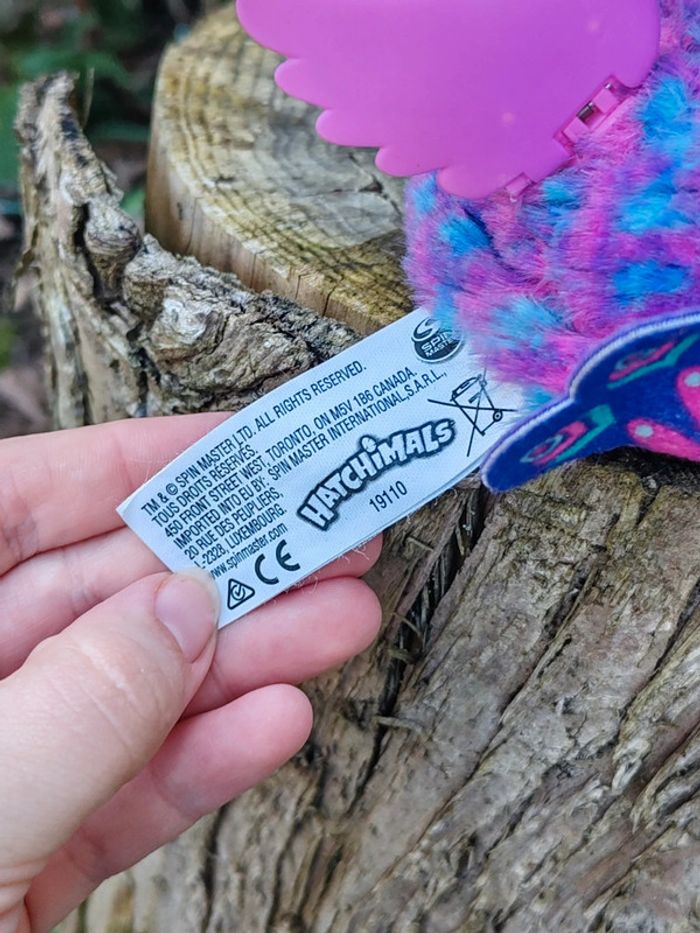 TM & © SPIN MASTER LTD. ALL RIGHTS RESERVED.
TOUS DROITS RÉSERVÉS.
450 FRONT STREET WEST, TORONTO, ON M5V 1B6 CANADA.
IMPORTED INTO EU BY: SPIN MASTER INTERNATIONAL, S.A.R.L.,
20 RUE DES PEUPLIERS,
L-2328, LUXEMBOURG.
www.spinmaster.com
CE
SPIN
MASTER
HATCHiMALS
19110